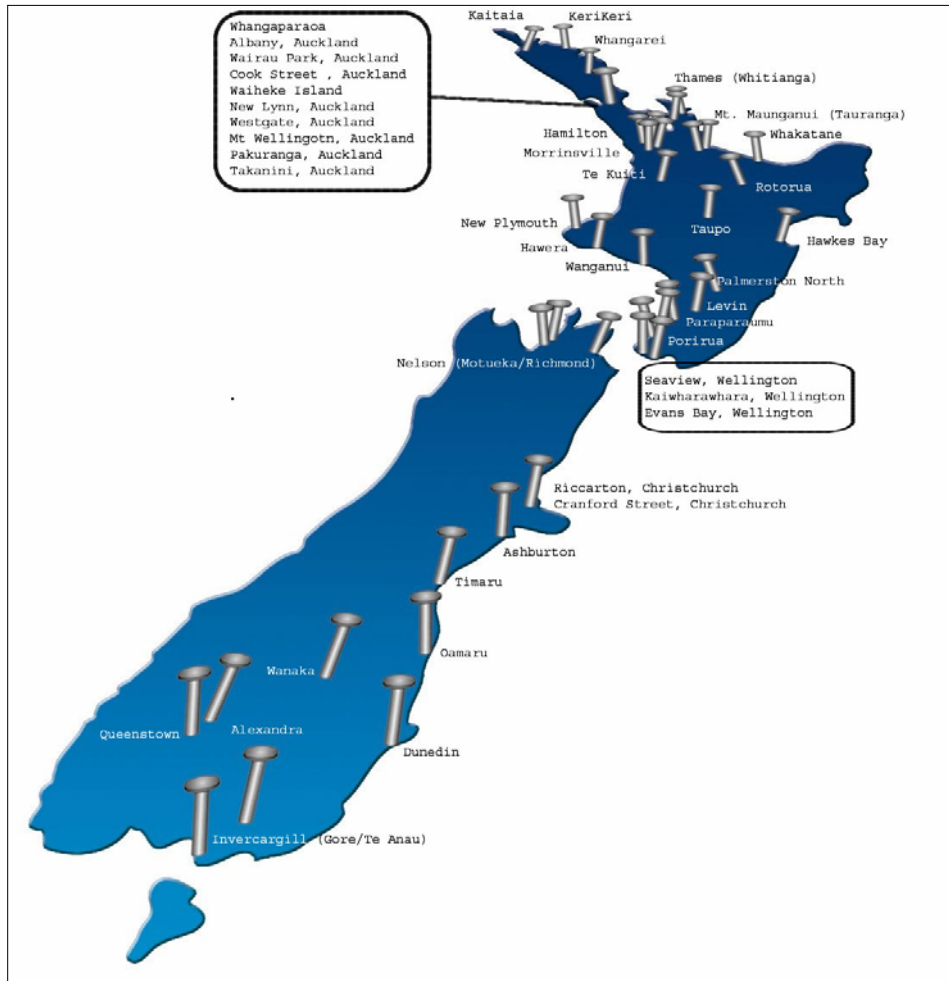 Kaitaia
KeriKeri
Whangarei
Whangaparaoa
Albany, Auckland
Wairau Park, Auckland
Cook Street , Auckland
Waiheke Island
New Lynn, Auckland
Westgate, Auckland
Mt Wellingotn, Auckland
Pakuranga, Auckland
Takanini, Auckland
Thames (Whitianga)
Mt. Maunganui (Tauranga)
Hamilton
Whakatane
Morrinsville
Te Kuiti
Rotorua
New Plymouth
Taupo
Hawera
Hawkes Bay
Wanganui
Palmerston North
Levin
Paraparaumu
Porirua
Nelson (Motueka/Richmond)
Seaview, Wellington
Kaiwharawhara, Wellington
Evans Bay, Wellington
Riccarton, Christchurch
Cranford Street, Christchurch
Ashburton
Timaru
Oamaru
Wanaka
Alexandra
Queenstown
Dunedin
Invercargill (Gore/Te Anau)